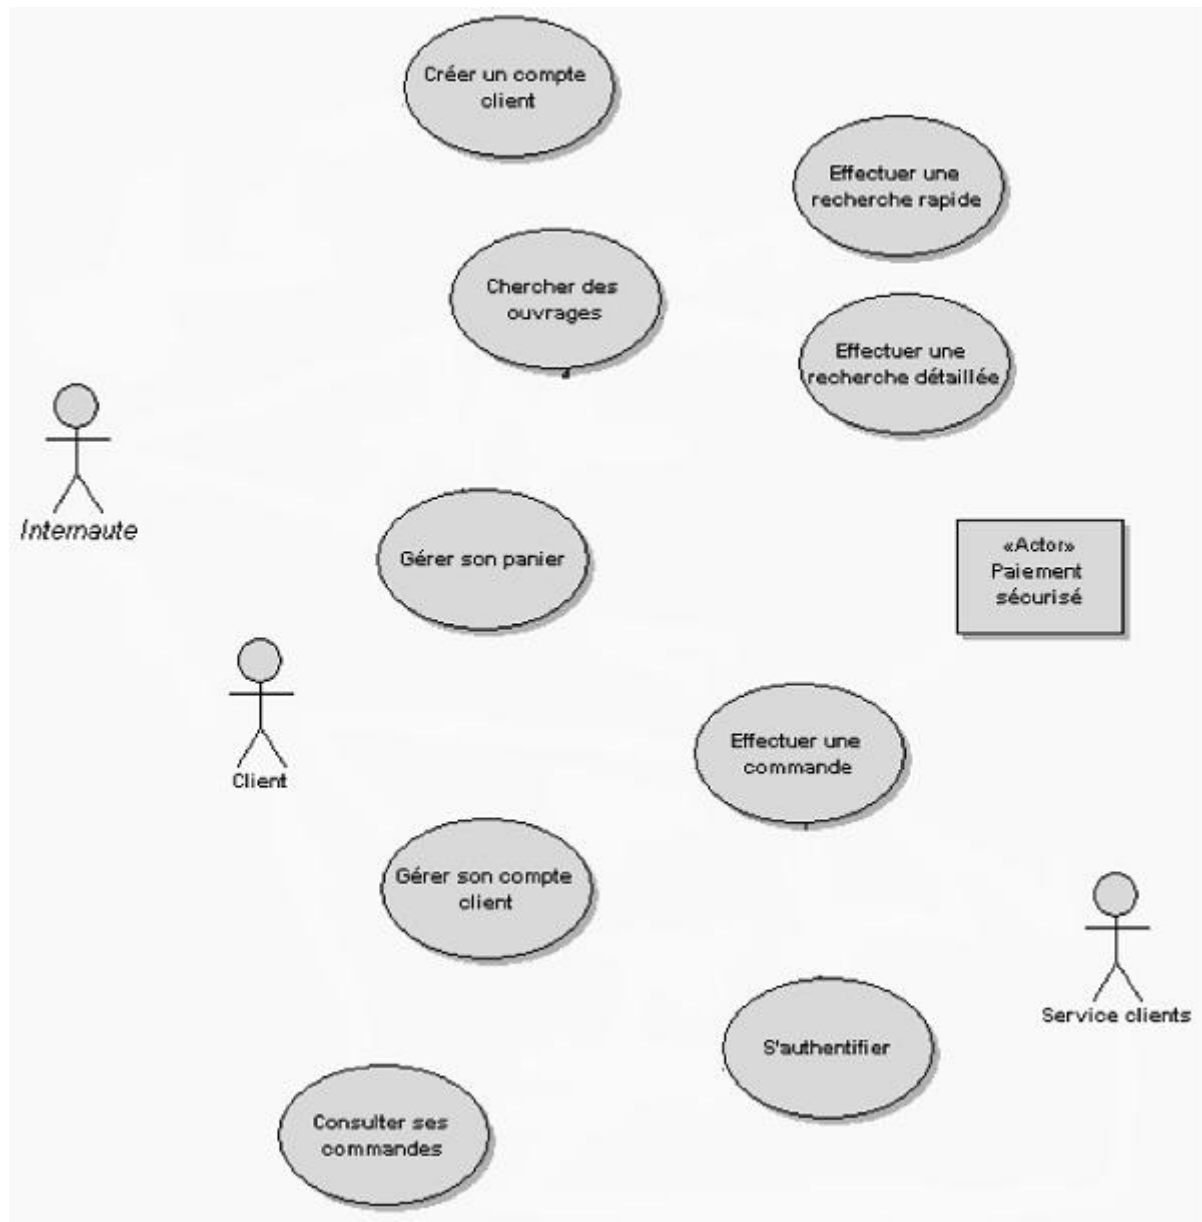 Créer un compte
client
Effectuer une
recherche rapide
Chercher des
ouvrages
Effectuer une
recherche détaillée
Internaute
Gérer son panier
«Actor»
Paiement
sécurisé
Client
Effectuer une
commande
Gérer son compte
client
Service clients
S'authentifier
Consulter ses
commandes